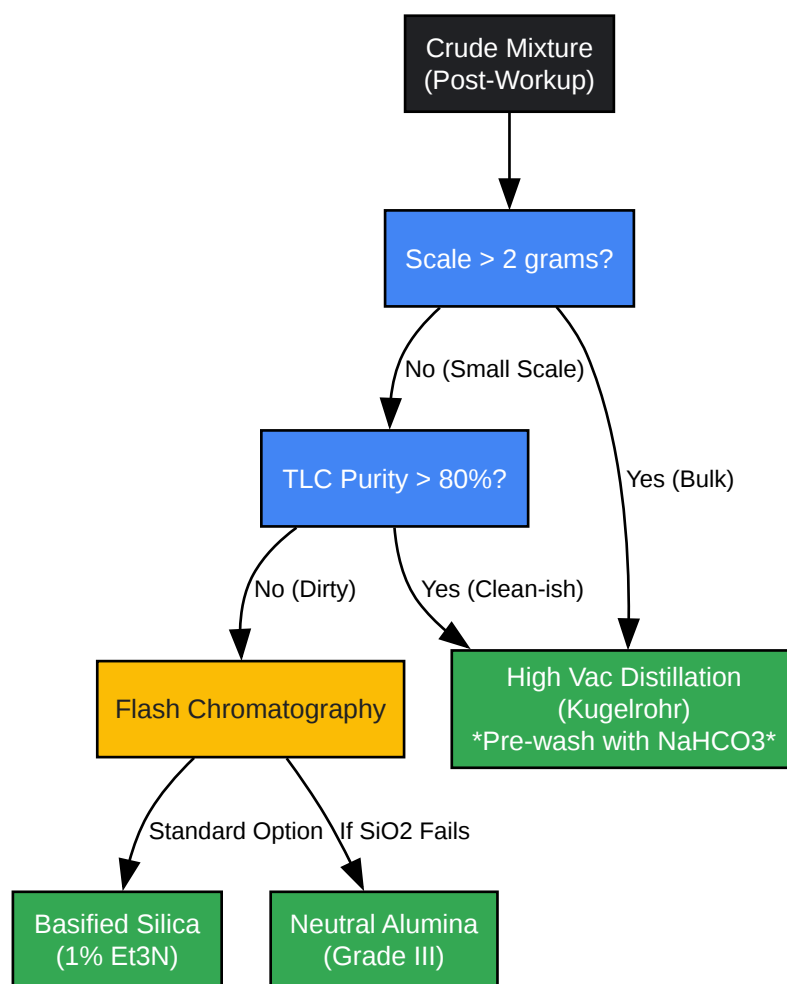 Crude Mixture
(Post-Workup)
Scale > 2 grams?
No (Small Scale)
TLC Purity > 80%?
Yes (Bulk)
No (Dirty)
Yes (Clean-ish)
Flash Chromatography
High Vac Distillation
(Kugelrohr)
*Pre-wash with NaHCO3*
Standard Option
If SiO2 Fails
Basified Silica
(1% Et3N)
Neutral Alumina
(Grade III)